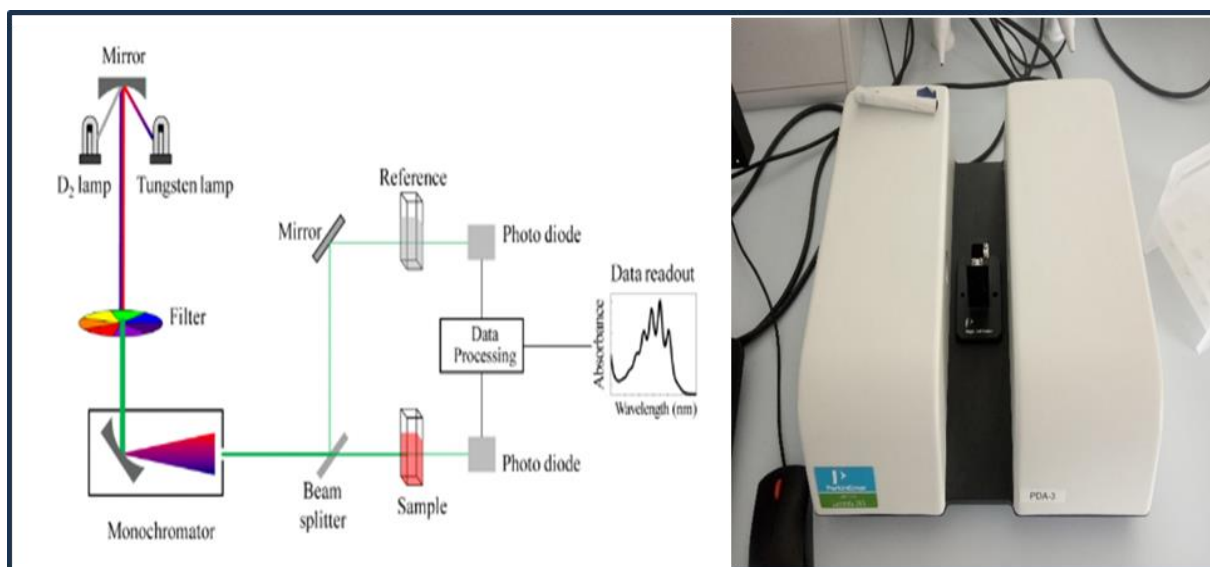 Mirror
D₂ lamp
Tungsten lamp
Filter
Monochromator
Beam
splitter
Mirror
Reference
Sample
Photo diode
Data
Processing
Photo diode
Data readout
Absorbance
Wavelength (nm)
PerkinElmer
PDA-3